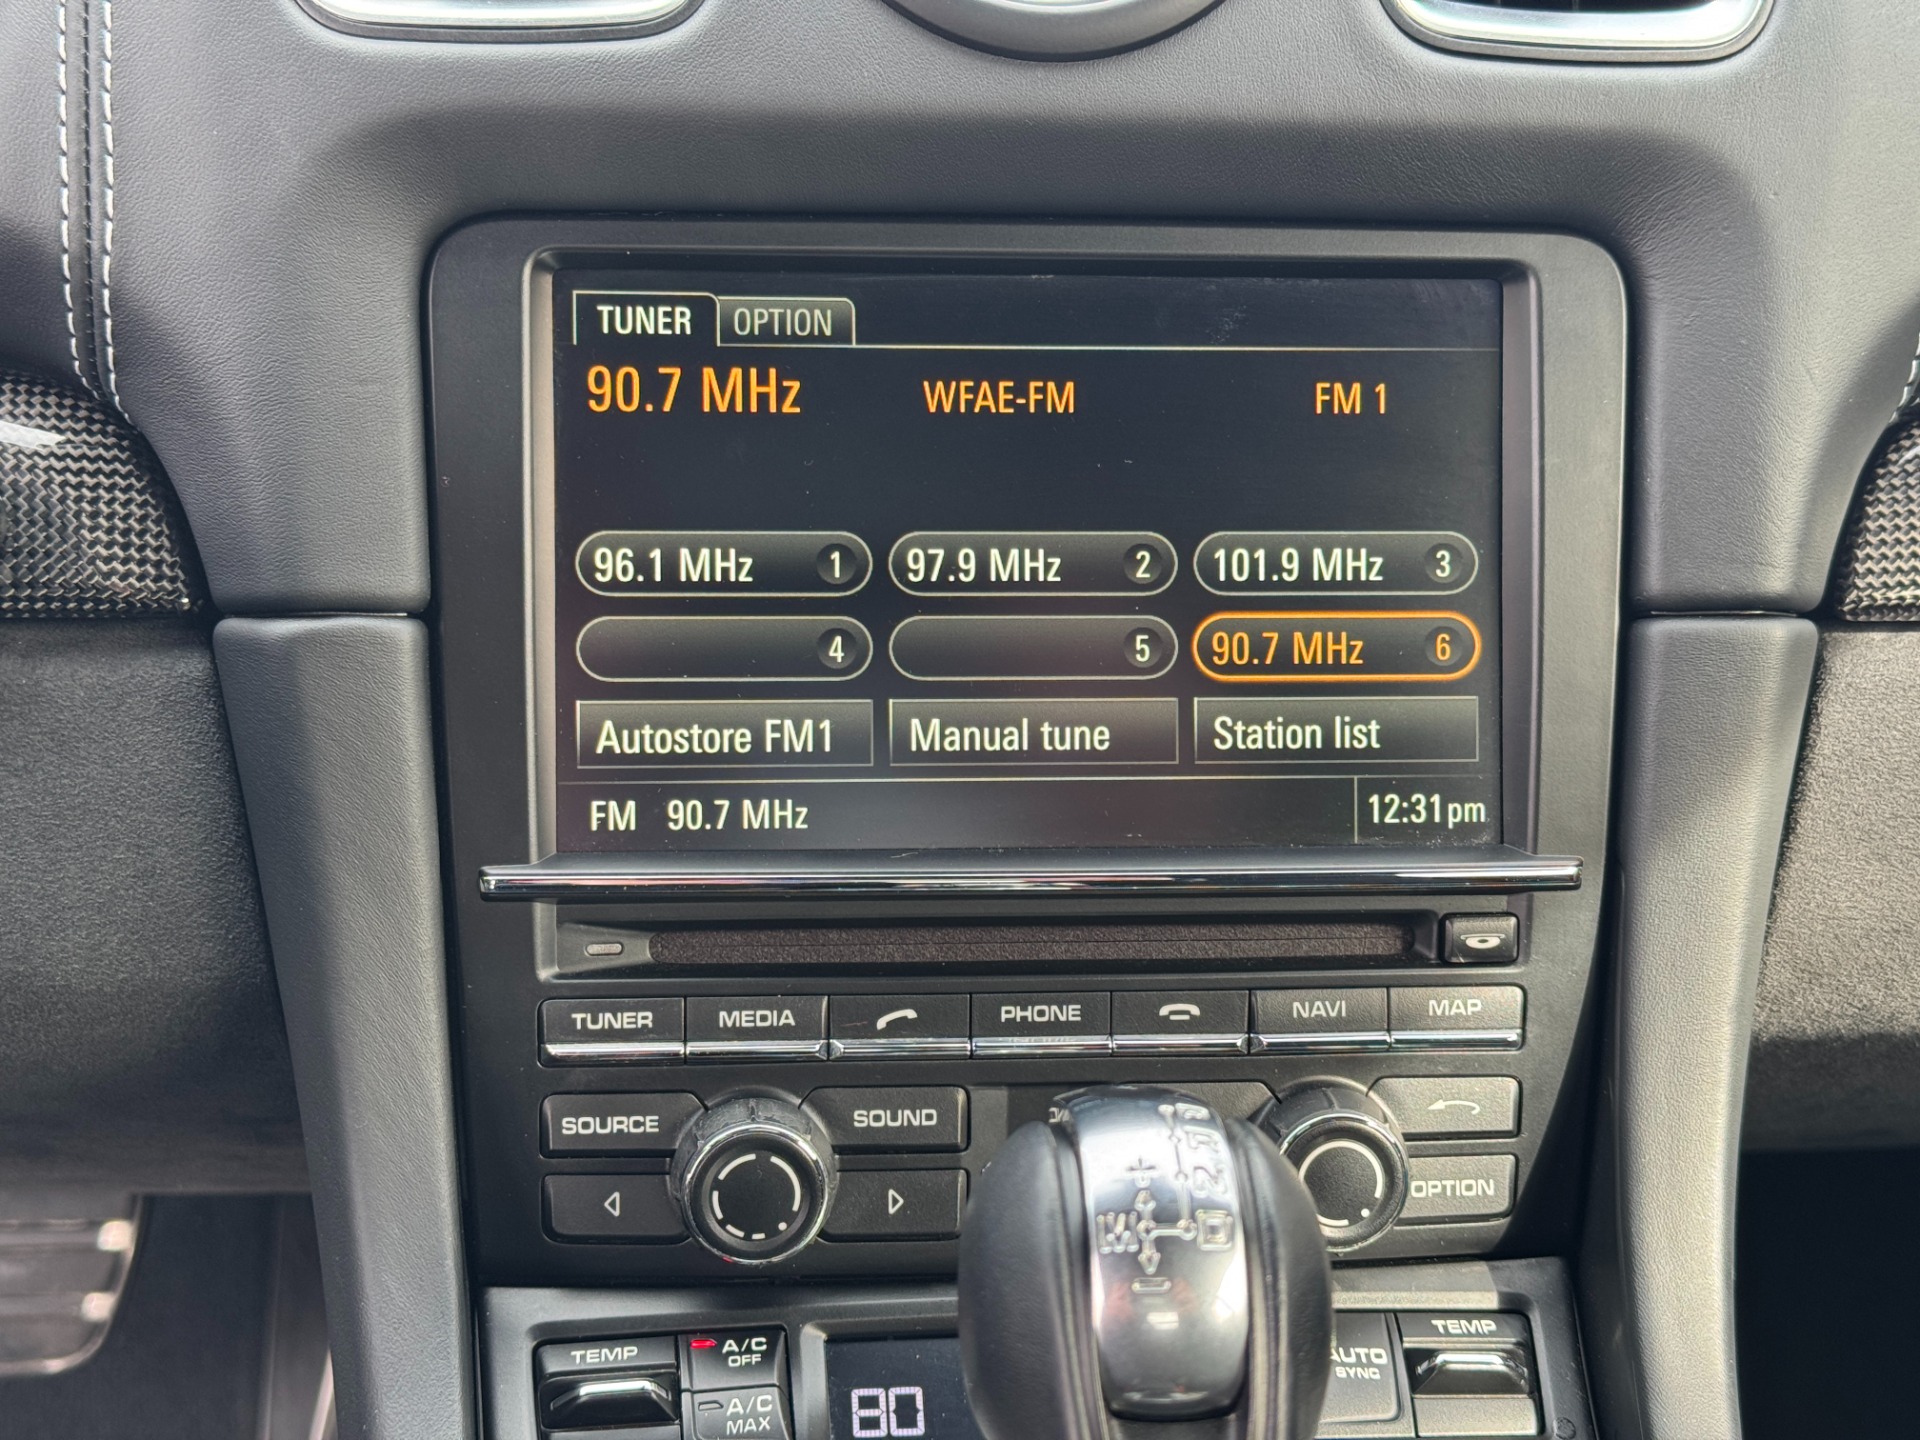 TUNER OPTION
90.7 MHz WFAE-FM FM 1
96.1 MHz 1 97.9 MHz 2 101.9 MHz 3
4 5 90.7 MHz 6
Autostore FM1 Manual tune Station list
FM 90.7 MHz 12:31pm
TUNER MEDIA PHONE NAVI MAP
SOURCE SOUND
OPTION
+
M D
-
TEMP A/C OFF AUTO SYNC TEMP
A/C MAX
80